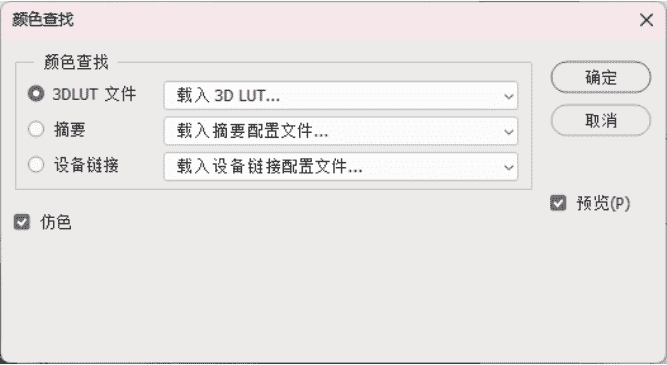 颜色查找
颜色查找
3DLUT 文件 载入 3D LUT...
摘要 载入摘要配置文件...
设备链接 载入设备链接配置文件...
仿色
确定
取消
预览(P)